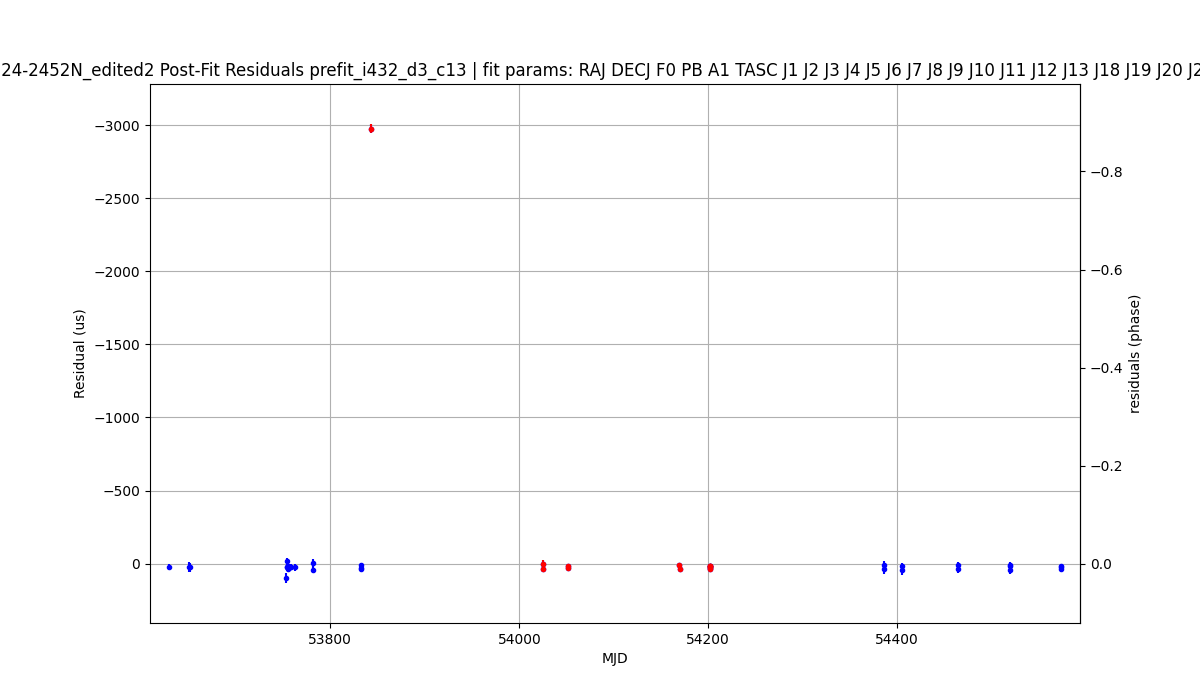 24-2452N_edited2 Post-Fit Residuals prefit_i432_d3_c13 | fit params: RAJ DECJ F0 PB A1 TASC J1 J2 J3 J4 J5 J6 J7 J8 J9 J10 J11 J12 J13 J18 J19 J20 J2
−3000
−2500
−2000
−1500
−1000
−500
0
Residual (us)
−0.8
−0.6
−0.4
−0.2
0.0
residuals (phase)
53800 54000 54200 54400
MJD